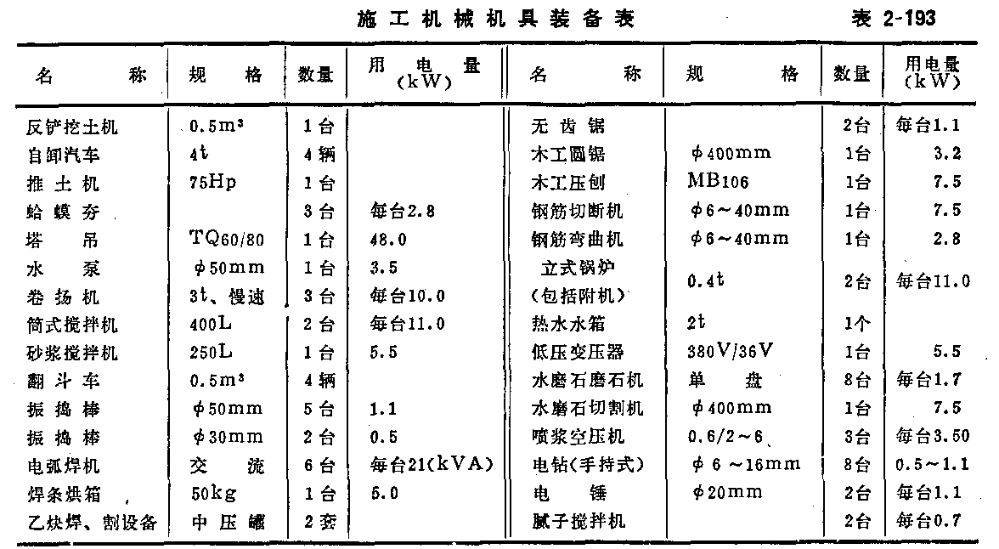 施工机械机具装备表 表 2-193
名称 规格 数量 用电量(kW) 名称 规格 数量 用电量(kW)
反铲挖土机 0.5m³ 1台 无齿锯 2台 每台1.1
自卸汽车 4t 4辆 木工圆锯 φ400mm 1台 3.2
推土机 75Hp 1台 木工压刨 MB106 1台 7.5
蛤蟆夯 3台 每台2.8 钢筋切断机 φ6~40mm 1台 7.5
塔吊 TQ60/80 1台 48.0 钢筋弯曲机 φ6~40mm 1台 2.8
水泵 φ50mm 1台 3.5 立式锅炉
卷扬机 3t、慢速 3台 每台10.0 (包括附机) 0.4t 2台 每台11.0
筒式搅拌机 400L 2台 每台11.0 热水水箱 2t 1个
砂浆搅拌机 250L 1台 5.5 低压变压器 380V/36V 1台 5.5
翻斗车 0.5m³ 4辆 水磨石磨石机 单盘 8台 每台1.7
振捣棒 φ50mm 5台 1.1 水磨石切割机 φ400mm 1台 7.5
振捣棒 φ30mm 2台 0.5 喷浆空压机 0.6/2~6 3台 每台3.50
电弧焊机 交流 6台 每台21(kVA) 电钻(手持式) φ6~16mm 8台 0.5~1.1
焊条烘箱 50kg 1台 5.0 电锤 φ20mm 2台 每台1.1
乙炔焊、割设备 中压罐 2套 腻子搅拌机 2台 每台0.7